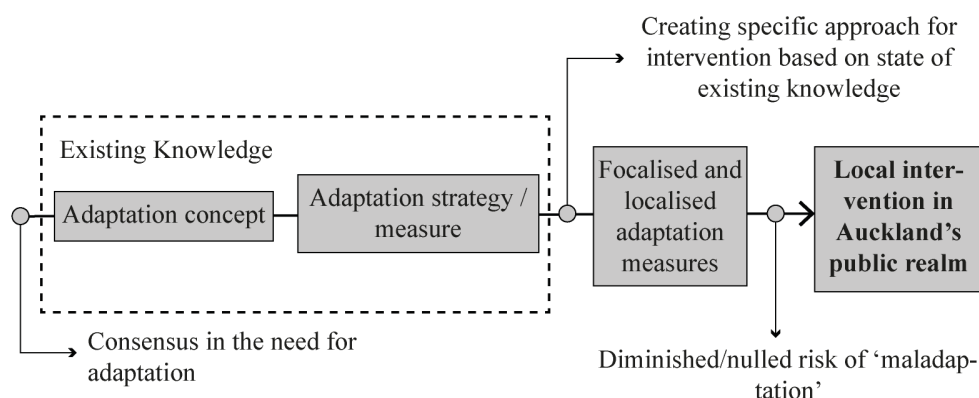 Creating specific approach for
intervention based on state of
existing knowledge
Existing Knowledge
Adaptation concept
Adaptation strategy /
measure
Focalised and
localised
adaptation
measures
Local inter-
vention in
Auckland’s
public realm
Consensus in the need for
adaptation
Diminished/nulled risk of ‘maladap-
tation’